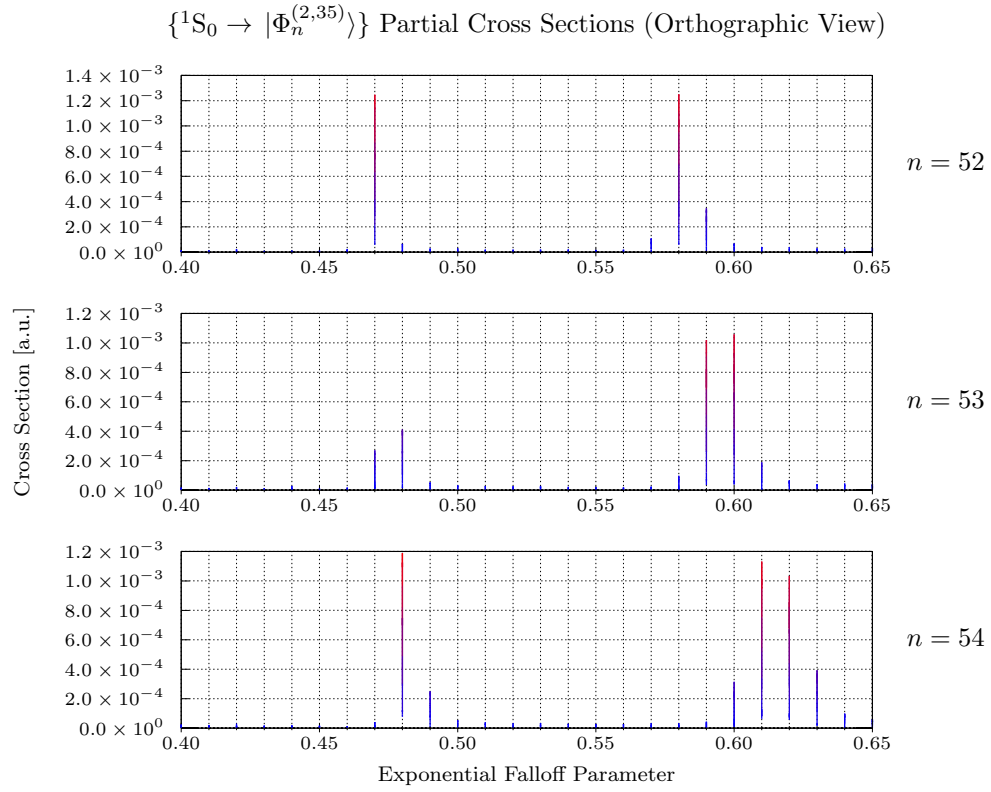 {¹S₀ → |Φₙ⁽²,³⁵⁾⟩} Partial Cross Sections (Orthographic View)
1.4 × 10⁻³
1.2 × 10⁻³
1.0 × 10⁻³
8.0 × 10⁻⁴
6.0 × 10⁻⁴
4.0 × 10⁻⁴
2.0 × 10⁻⁴
0.0 × 10⁰
0.40 0.45 0.50 0.55 0.60 0.65
n = 52
1.2 × 10⁻³
1.0 × 10⁻³
8.0 × 10⁻⁴
6.0 × 10⁻⁴
4.0 × 10⁻⁴
2.0 × 10⁻⁴
0.0 × 10⁰
0.40 0.45 0.50 0.55 0.60 0.65
n = 53
Cross Section [a.u.]
1.2 × 10⁻³
1.0 × 10⁻³
8.0 × 10⁻⁴
6.0 × 10⁻⁴
4.0 × 10⁻⁴
2.0 × 10⁻⁴
0.0 × 10⁰
0.40 0.45 0.50 0.55 0.60 0.65
n = 54
Exponential Falloff Parameter